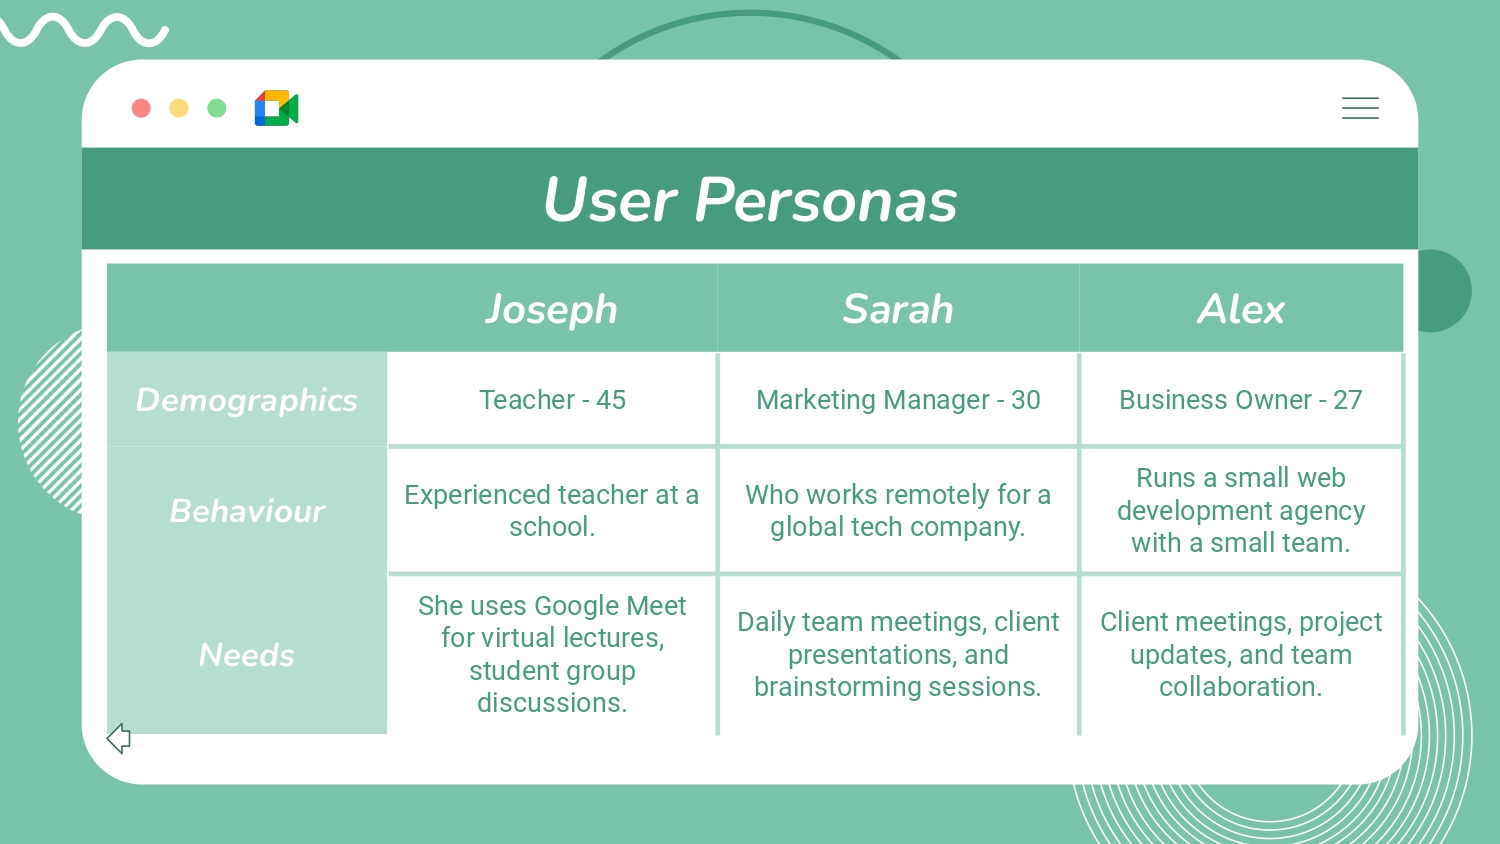 User Personas
Joseph
Sarah
Alex
Demographics
Teacher - 45
Marketing Manager - 30
Business Owner - 27
Behaviour
Experienced teacher at a
school.
Who works remotely for a
global tech company.
Runs a small web
development agency
with a small team.
Needs
She uses Google Meet
for virtual lectures,
student group
discussions.
Daily team meetings, client
presentations, and
brainstorming sessions.
Client meetings, project
updates, and team
collaboration.